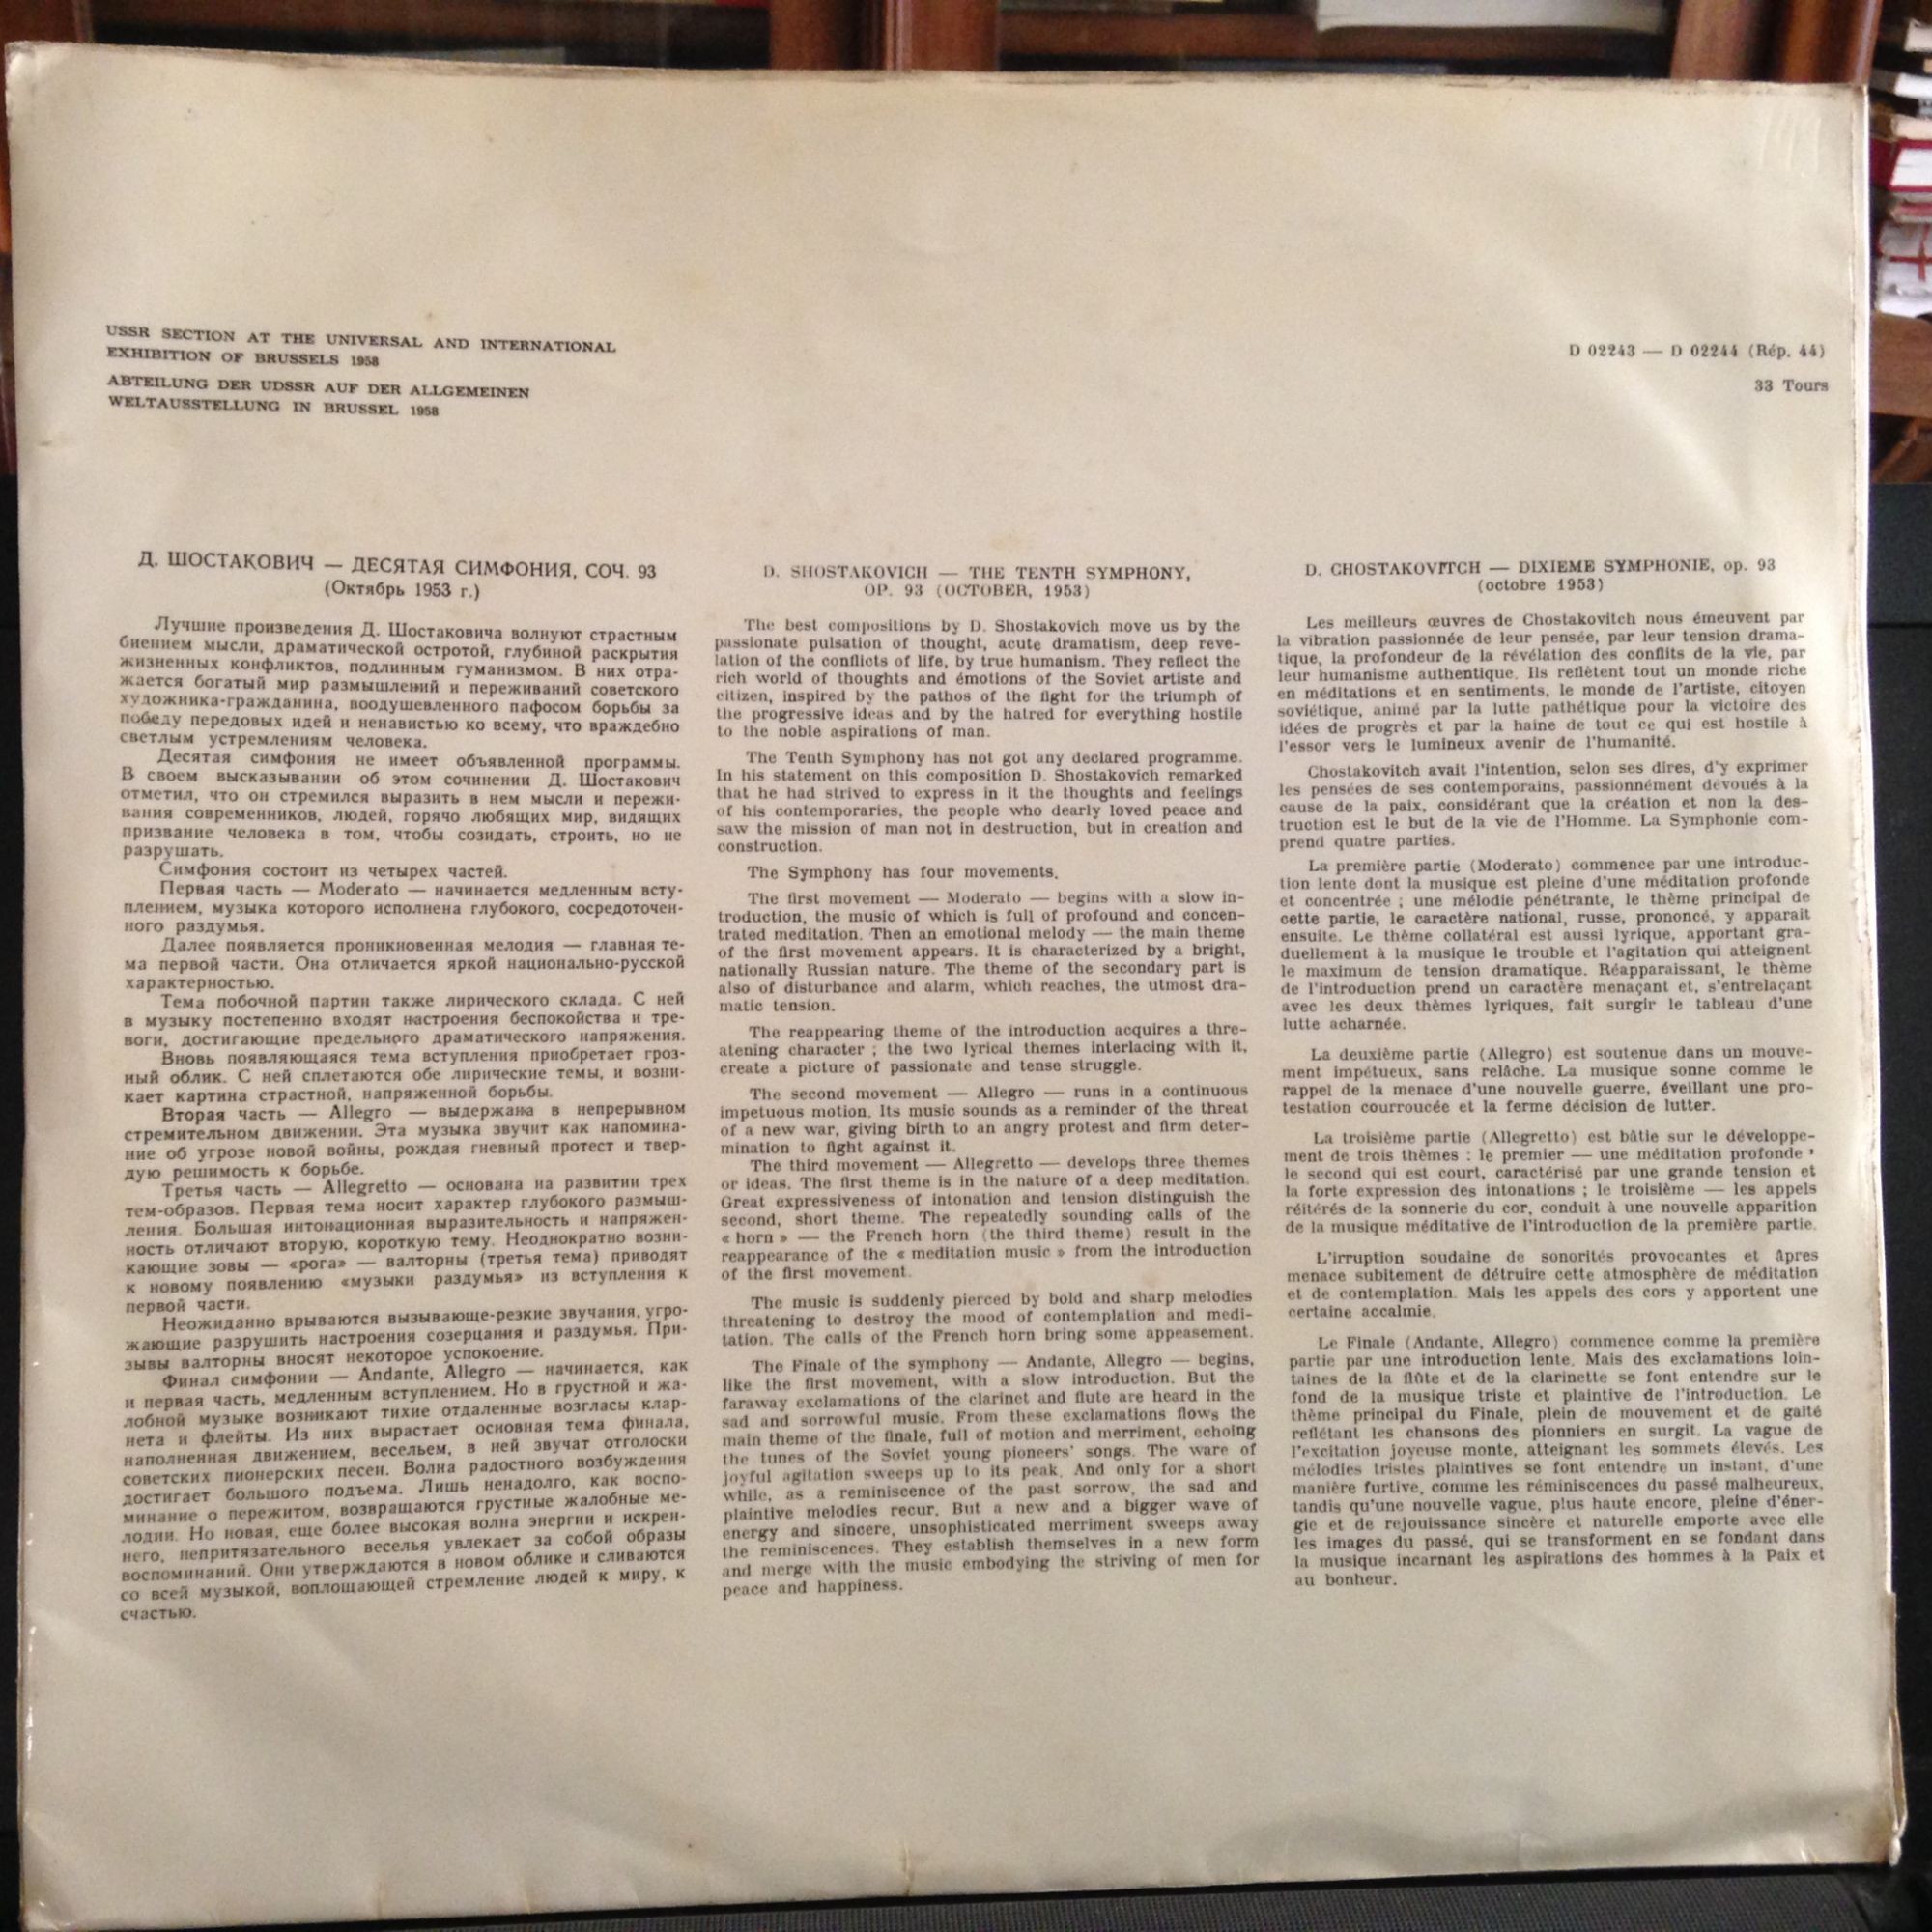 USSR SECTION AT THE UNIVERSAL AND INTERNATIONAL
EXHIBITION OF BRUSSELS 1958
ABTEILUNG DER UDSSR AUF DER ALLGEMEINEN
WELTAUSSTELLUNG IN BRUSSEL 1958
D 02243 — D 02244 (Rép. 44)
33 Tours
Д. ШОСТАКОВИЧ — ДЕСЯТАЯ СИМФОНИЯ, СОЧ. 93
(Октябрь 1953 г.)
Лучшие произведения Д. Шостаковича волнуют страстным
биением мысли, драматической остротой, глубиной раскрытия
жизненных конфликтов, подлинным гуманизмом. В них отра-
жается богатый мир размышлений и переживаний советского
художника-гражданина, воодушевленного пафосом борьбы за
победу передовых идей и ненавистью ко всему, что враждебно
светлым устремлениям человека.
Десятая симфония не имеет объявленной программы.
В своем высказывании об этом сочинении Д. Шостакович
отметил, что он стремился выразить в нем мысли и пережи-
вания современников, людей, горячо любящих мир, видящих
призвание человека в том, чтобы созидать, строить, но не
разрушать.
Симфония состоит из четырех частей.
Первая часть — Moderato — начинается медленным всту-
плением, музыка которого исполнена глубокого, сосредоточен-
ного раздумья.
Далее появляется проникновенная мелодия — главная те-
ма первой части. Она отличается яркой национально-русской
характерностью.
Тема побочной партии также лирического склада. С ней
в музыку постепенно входят настроения беспокойства и тре-
воги, достигающие предельного драматического напряжения.
Вновь появляющаяся тема вступления приобретает гроз-
ный облик. С ней сплетаются обе лирические темы, и возни-
кает картина страстной, напряженной борьбы.
Вторая часть — Allegro — выдержана в непрерывном
стремительном движении. Эта музыка звучит как напомина-
ние об угрозе новой войны, рождая гневный протест и твер-
дую решимость к борьбе.
Третья часть — Allegretto — основана на развитии трех
тем-образов. Первая тема носит характер глубокого размыш-
ления. Большая интонационная выразительность и напряжен-
ность отличают вторую, короткую тему. Неоднократно возни-
кающие зовы — «рога» — валторны (третья тема) приводят
к новому появлению «музыки раздумья» из вступления к
первой части.
Неожиданно врываются вызывающе-резкие звучания, угро-
жающие разрушить настроения созерцания и раздумья. При-
зывы валторны вносят некоторое успокоение.
Финал симфонии — Andante, Allegro — начинается, как
и первая часть, медленным вступлением. Но в грустной и жа-
лобной музыке возникают тихие отдаленные возгласы клар-
нета и флейты. Из них вырастает основная тема финала,
наполненная движением, весельем, в ней звучат отголоски
советских пионерских песен. Волна радостного возбуждения
достигает большого подъема. Лишь ненадолго, как воспо-
минание о пережитом, возвращаются грустные жалобные ме-
лодии. Но новая, еще более высокая волна энергии и искрен-
него, непритязательного веселья увлекает за собой образы
воспоминаний. Они утверждаются в новом облике и сливаются
со всей музыкой, воплощающей стремление людей к миру, к
счастью.
D. SHOSTAKOVICH — THE TENTH SYMPHONY,
OP. 93 (OCTOBER, 1953)
The best compositions by D. Shostakovich move us by the
passionate pulsation of thought, acute dramatism, deep reve-
lation of the conflicts of life, by true humanism. They reflect the
rich world of thoughts and émotions of the Soviet artiste and
citizen, inspired by the pathos of the fight for the triumph of
the progressive ideas and by the hatred for everything hostile
to the noble aspirations of man.
The Tenth Symphony has not got any declared programme.
In his statement on this composition D. Shostakovich remarked
that he had strived to express in it the thoughts and feelings
of his contemporaries, the people who dearly loved peace and
saw the mission of man not in destruction, but in creation and
construction.
The Symphony has four movements.
The first movement — Moderato — begins with a slow in-
troduction, the music of which is full of profound and concen-
trated meditation. Then an emotional melody — the main theme
of the first movement appears. It is characterized by a bright,
nationally Russian nature. The theme of the secondary part is
also of disturbance and alarm, which reaches, the utmost dra-
matic tension.
The reappearing theme of the introduction acquires a thre-
atening character ; the two lyrical themes interlacing with it,
create a picture of passionate and tense struggle.
The second movement — Allegro — runs in a continuous
impetuous motion. Its music sounds as a reminder of the threat
of a new war, giving birth to an angry protest and firm deter-
mination to fight against it.
The third movement — Allegretto — develops three themes
or ideas. The first theme is in the nature of a deep meditation.
Great expressiveness of intonation and tension distinguish the
second, short theme. The repeatedly sounding calls of the
« horn » — the French horn (the third theme) result in the
reappearance of the « meditation music » from the introduction
of the first movement.
The music is suddenly pierced by bold and sharp melodies
threatening to destroy the mood of contemplation and medi-
tation. The calls of the French horn bring some appeasement.
The Finale of the symphony — Andante, Allegro — begins,
like the first movement, with a slow introduction. But the
faraway exclamations of the clarinet and flute are heard in the
sad and sorrowful music. From these exclamations flows the
main theme of the finale, full of motion and merriment, echoing
the tunes of the Soviet young pioneers' songs. The ware of
joyful agitation sweeps up to its peak. And only for a short
while, as a reminiscence of the past sorrow, the sad and
plaintive melodies recur. But a new and a bigger wave of
energy and sincere, unsophisticated merriment sweeps away
the reminiscences. They establish themselves in a new form
and merge with the music embodying the striving of men for
peace and happiness.
D. CHOSTAKOVITCH — DIXIEME SYMPHONIE, op. 93
(octobre 1953)
Les meilleurs œuvres de Chostakovitch nous émeuvent par
la vibration passionnée de leur pensée, par leur tension drama-
tique, la profondeur de la révélation des conflits de la vie, par
leur humanisme authentique. Ils reflètent tout un monde riche
en méditations et en sentiments, le monde de l'artiste, citoyen
soviétique, animé par la lutte pathétique pour la victoire des
idées de progrès et par la haine de tout ce qui est hostile à
l'essor vers le lumineux avenir de l'humanité.
Chostakovitch avait l'intention, selon ses dires, d'y exprimer
les pensées de ses contemporains, passionnément dévoués à la
cause de la paix, considérant que la création et non la des-
truction est le but de la vie de l'Homme. La Symphonie com-
prend quatre parties.
La première partie (Moderato) commence par une introduc-
tion lente dont la musique est pleine d'une méditation profonde
et concentrée ; une mélodie pénétrante, le thème principal de
cette partie, le caractère national, russe, prononcé, y apparait
ensuite. Le thème collatéral est aussi lyrique, apportant gra-
duellement à la musique le trouble et l'agitation qui atteignent
le maximum de tension dramatique. Réapparaissant, le thème
de l'introduction prend un caractère menaçant et, s'entrelaçant
avec les deux thèmes lyriques, fait surgir le tableau d'une
lutte acharnée.
La deuxième partie (Allegro) est soutenue dans un mouve-
ment impétueux, sans relâche. La musique sonne comme le
rappel de la menace d'une nouvelle guerre, éveillant une pro-
testation courroucée et la ferme décision de lutter.
La troisième partie (Allegretto) est bâtie sur le développe-
ment de trois thèmes : le premier — une méditation profonde '
le second qui est court, caractérisé par une grande tension et
la forte expression des intonations ; le troisième — les appels
réitérés de la sonnerie du cor, conduit à une nouvelle apparition
de la musique méditative de l'introduction de la première partie.
L'irruption soudaine de sonorités provocantes et âpres
menace subitement de détruire cette atmosphère de méditation
et de contemplation. Mais les appels des cors y apportent une
certaine accalmie.
Le Finale (Andante, Allegro) commence comme la première
partie par une introduction lente. Mais des exclamations loin-
taines de la flûte et de la clarinette se font entendre sur le
fond de la musique triste et plaintive de l'introduction. Le
thème principal du Finale, plein de mouvement et de gaîté
reflétant les chansons des pionniers en surgit. La vague de
l'excitation joyeuse monte, atteignant les sommets élevés. Les
mélodies tristes plaintives se font entendre un instant, d'une
manière furtive, comme les réminiscences du passé malheureux,
tandis qu'une nouvelle vague, plus haute encore, pleine d'éner-
gie et de rejouissance sincère et naturelle emporte avec elle
les images du passé, qui se transforment en se fondant dans
la musique incarnant les aspirations des hommes à la Paix et
au bonheur.